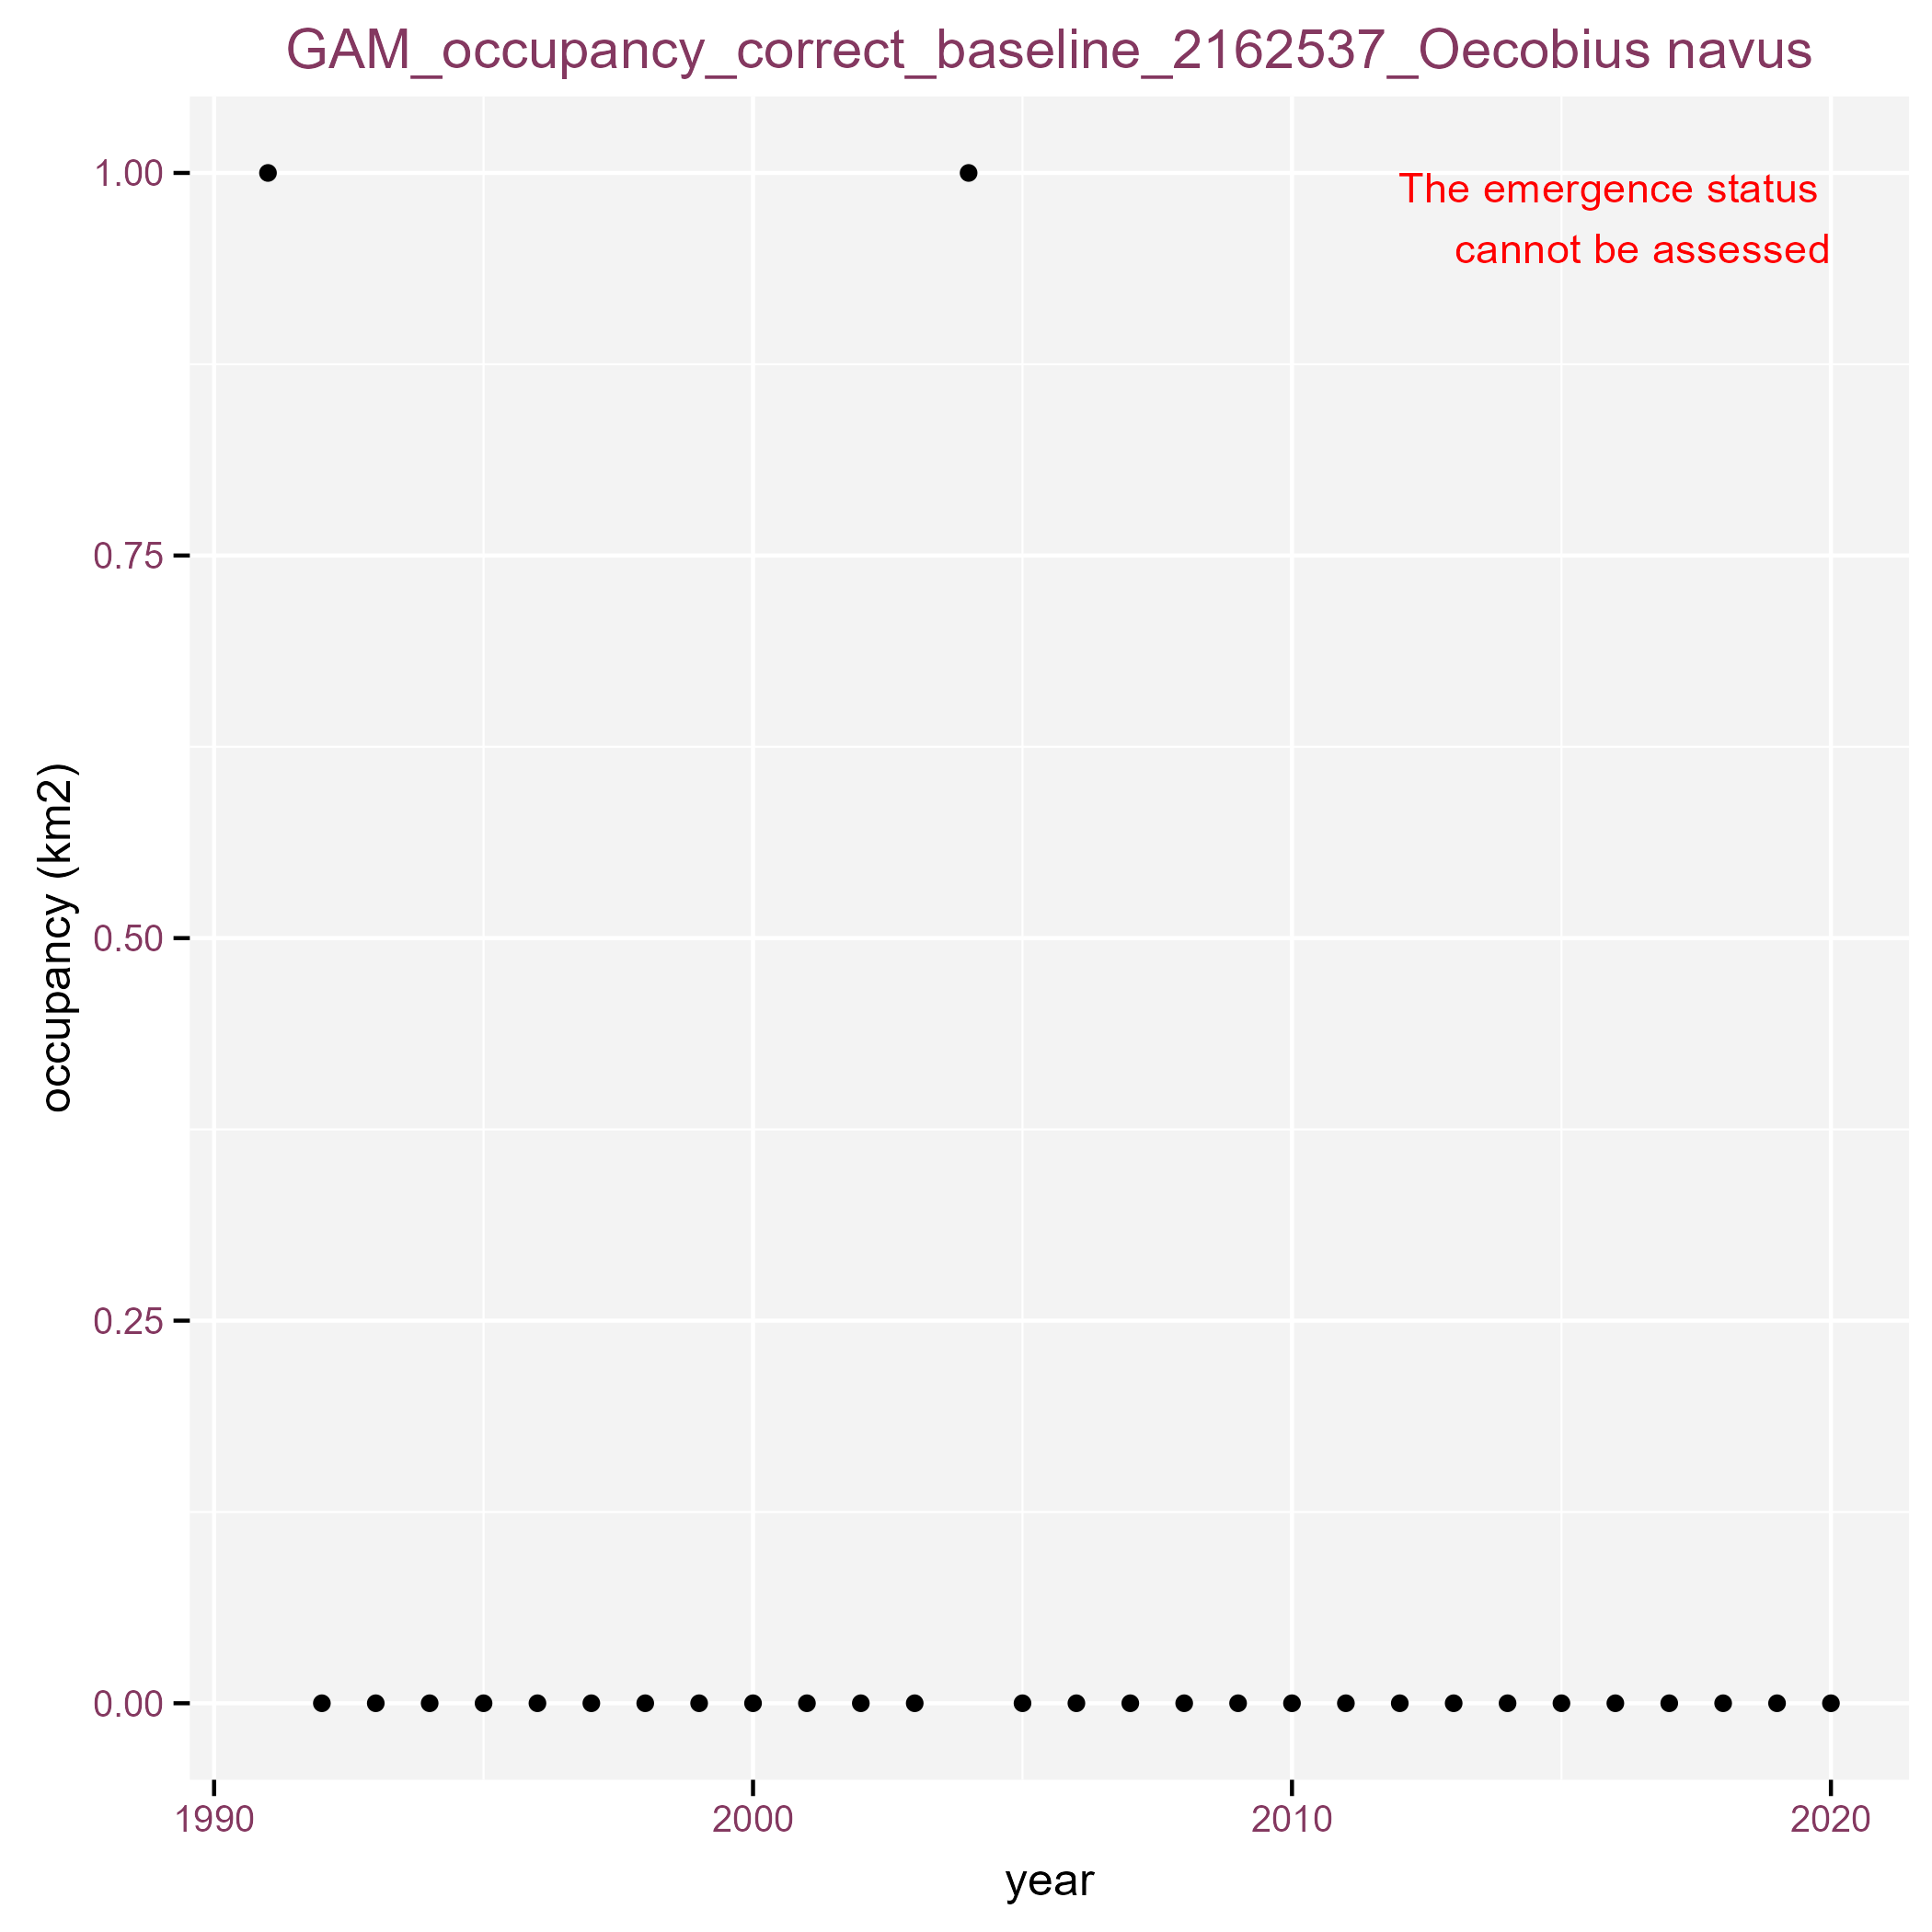 GAM_occupancy_correct_baseline_2162537_Oecobius navus
1.00
The emergence status
cannot be assessed
0.75
occupancy (km2)
0.50
0.25
0.00
1990
2000
2010
2020
year